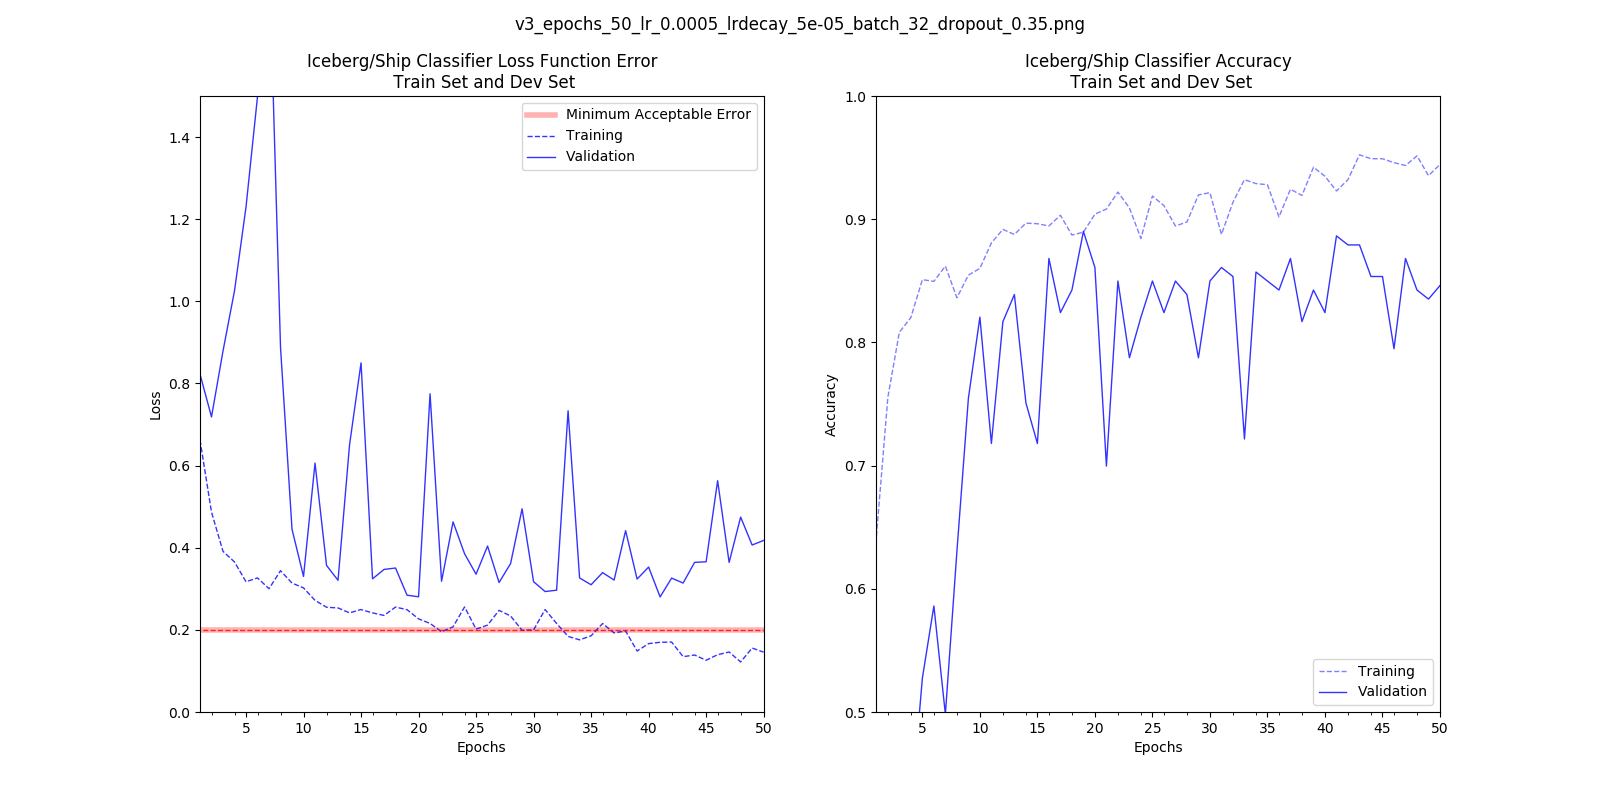 v3_epochs_50_lr_0.0005_lrdecay_5e-05_batch_32_dropout_0.35.png
Iceberg/Ship Classifier Loss Function Error
Train Set and Dev Set
Minimum Acceptable Error
Training
Validation
1.4
1.2
1.0
0.8
0.6
0.4
0.2
0.0
Loss
5 10 15 20 25 30 35 40 45 50
Epochs
Iceberg/Ship Classifier Accuracy
Train Set and Dev Set
1.0
0.9
0.8
0.7
0.6
0.5
Accuracy
Training
Validation
5 10 15 20 25 30 35 40 45 50
Epochs